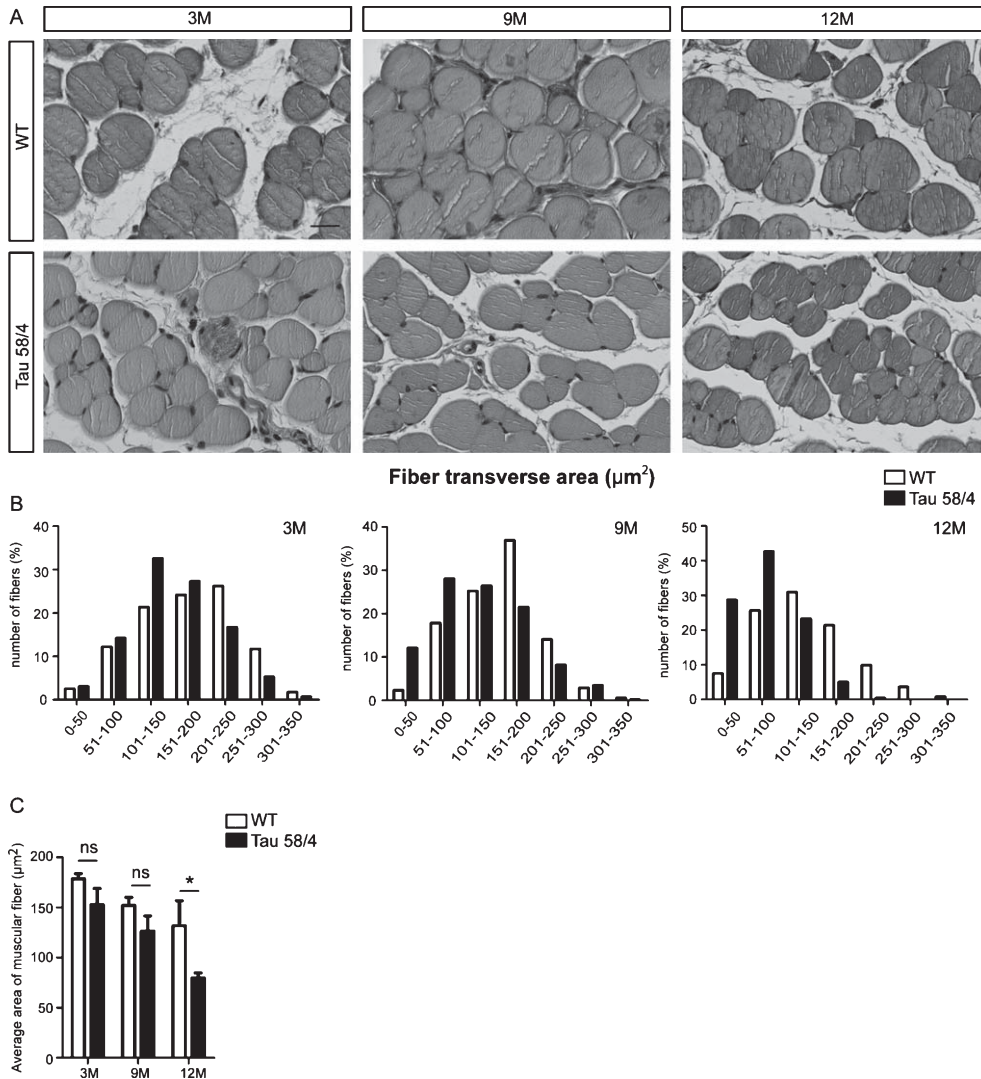 A
3M
9M
12M
WT
Tau 58/4
Fiber transverse area (µm²)
WT
Tau 58/4
B
3M
number of fibers (%)
40
30
20
10
0
0-50
51-100
101-150
151-200
201-250
251-300
301-350
9M
number of fibers (%)
40
30
20
10
0
0-50
51-100
101-150
151-200
201-250
251-300
301-350
12M
number of fibers (%)
50
40
30
20
10
0
0-50
51-100
101-150
151-200
201-250
251-300
301-350
C
WT
Tau 58/4
Average area of muscular fiber (µm²)
200
150
100
50
0
ns
ns
*
3M
9M
12M